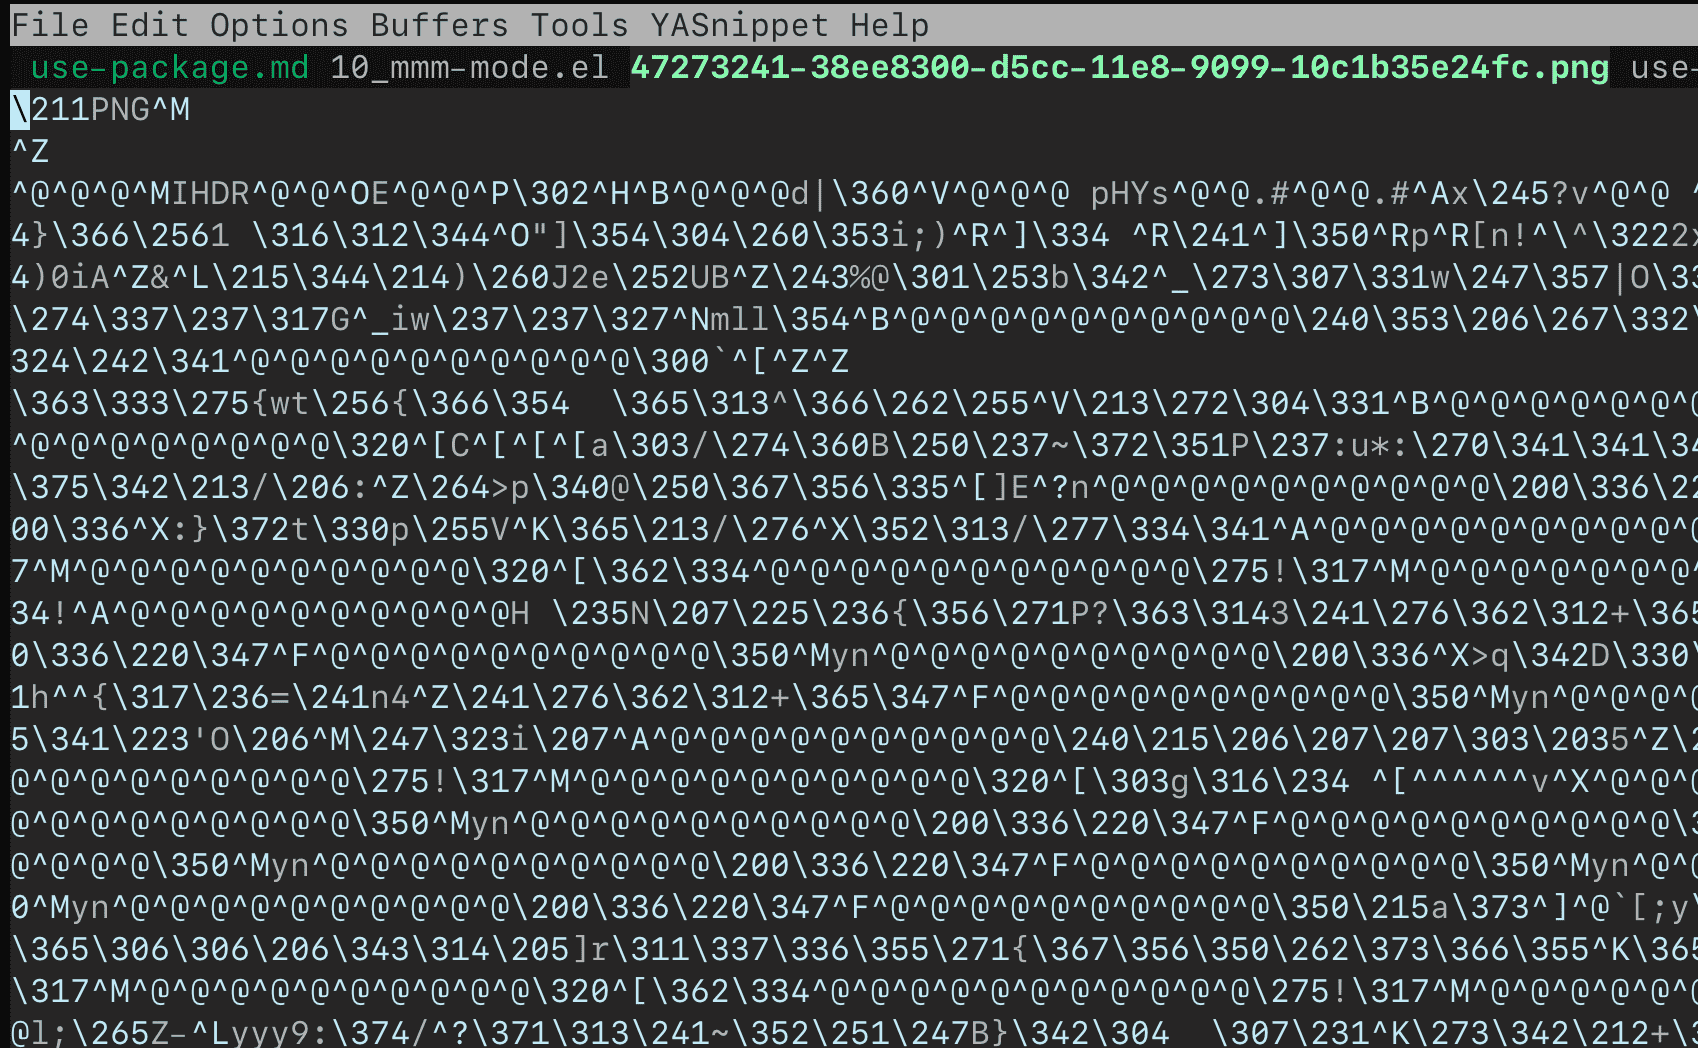 File Edit Options Buffers Tools YASnippet Help
use-package.md 10_mmm-mode.el 47273241-38ee8300-d5cc-11e8-9099-10c1b35e24fc.png use-
\211PNG^M
^Z
^@^@^@^MIHDR^@^@^OE^@^@^P\302^H^B^@^@^@d|\360^V^@^@^@ pHYs^@^@.#^@^@.#^Ax\245?v^@^@ ^
4}\366\2561 \316\312\344^O"]\354\304\260\353i;)^R^]\334 ^R\241^]\350^Rp^R[n!^\^\3222x
4)0iA^Z&^L\215\344\214)\260J2e\252UB^Z\243%@\301\253b\342^_\273\307\331w\247\357|O\33
\274\337\237\317G^_iw\237\237\327^Nmll\354^B^@^@^@^@^@^@^@^@^@^@\240\353\206\267\332\
324\242\341^@^@^@^@^@^@^@^@^@^@\300`^[^Z^Z
\363\333\275{wt\256{\366\354  \365\313^\366\262\255^V\213\272\304\331^B^@^@^@^@^@^@^@
^@^@^@^@^@^@^@^@\320^[C^[^[^[a\303/\274\360B\250\237~\372\351P\237:u*:\270\341\341\34
\375\342\213/\206:^Z\264>p\340@\250\367\356\335^[]E^?n^@^@^@^@^@^@^@^@^@^@\200\336\22
00\336^X:}\372t\330p\255V^K\365\213/\276^X\352\313/\277\334\341^A^@^@^@^@^@^@^@^@^@^@
7^M^@^@^@^@^@^@^@^@^@^@\320^[\362\334^@^@^@^@^@^@^@^@^@^@^@\275!\317^M^@^@^@^@^@^@^@^
34!^A^@^@^@^@^@^@^@^@^@^@H \235N\207\225\236{\356\271P?\363\3143\241\276\362\312+\365
0\336\220\347^F^@^@^@^@^@^@^@^@^@^@\350^Myn^@^@^@^@^@^@^@^@^@^@\200\336^X>q\342D\330\
1h^^{\317\236=\241n4^Z\241\276\362\312+\365\347^F^@^@^@^@^@^@^@^@^@^@\350^Myn^@^@^@^@
5\341\223'O\206^M\247\323i\207^A^@^@^@^@^@^@^@^@^@^@\240\215\206\207\207\303\2035^Z\2
@^@^@^@^@^@^@^@^@\275!\317^M^@^@^@^@^@^@^@^@^@^@\320^[\303g\316\234 ^[^^^^^^v^X^@^@^@
@^@^@^@^@^@^@^@^@\350^Myn^@^@^@^@^@^@^@^@^@^@\200\336\220\347^F^@^@^@^@^@^@^@^@^@^@\3
@^@^@^@\350^Myn^@^@^@^@^@^@^@^@^@^@\200\336\220\347^F^@^@^@^@^@^@^@^@^@^@\350^Myn^@^@
0^Myn^@^@^@^@^@^@^@^@^@^@\200\336\220\347^F^@^@^@^@^@^@^@^@^@^@\350\215a\373^]^@`[;y\
\365\306\306\206\343\314\205]r\311\337\336\355\271{\367\356\350\262\373\366\355^K\365
\317^M^@^@^@^@^@^@^@^@^@^@\320^[\362\334^@^@^@^@^@^@^@^@^@^@^@\275!\317^M^@^@^@^@^@^@
@l;\265Z-^Lyyy9:\374/^?\371\313\241~\352\251\247B}\342\304  \307\231^K\273\342\212+\3